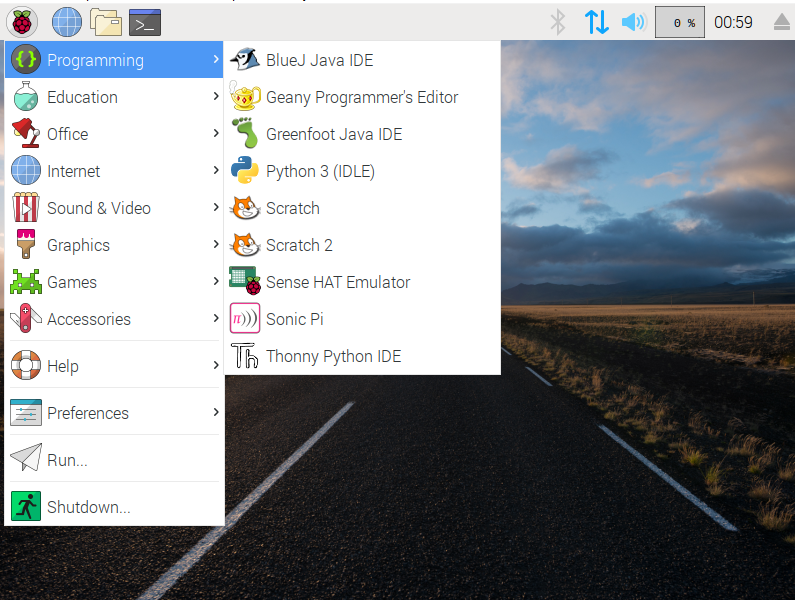 0 %
00:59
Programming
Education
Office
Internet
Sound & Video
Graphics
Games
Accessories
Help
Preferences
Run...
Shutdown...
BlueJ Java IDE
Geany Programmer's Editor
Greenfoot Java IDE
Python 3 (IDLE)
Scratch
Scratch 2
Sense HAT Emulator
π)))
Sonic Pi
Th
Thonny Python IDE